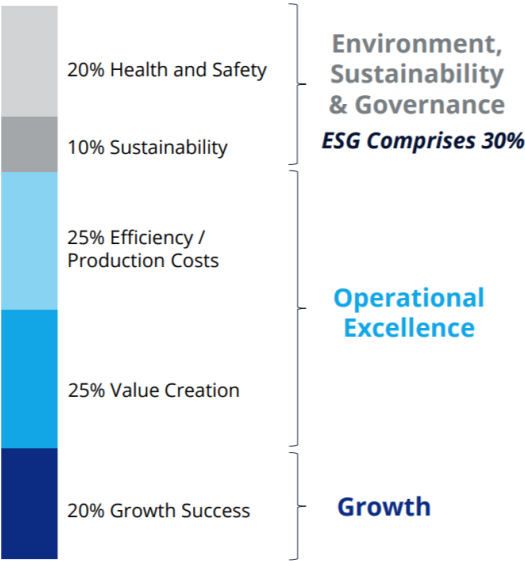 20% Health and Safety
10% Sustainability
Environment,
Sustainability
& Governance
ESG Comprises 30%
25% Efficiency /
Production Costs
25% Value Creation
Operational
Excellence
20% Growth Success
Growth